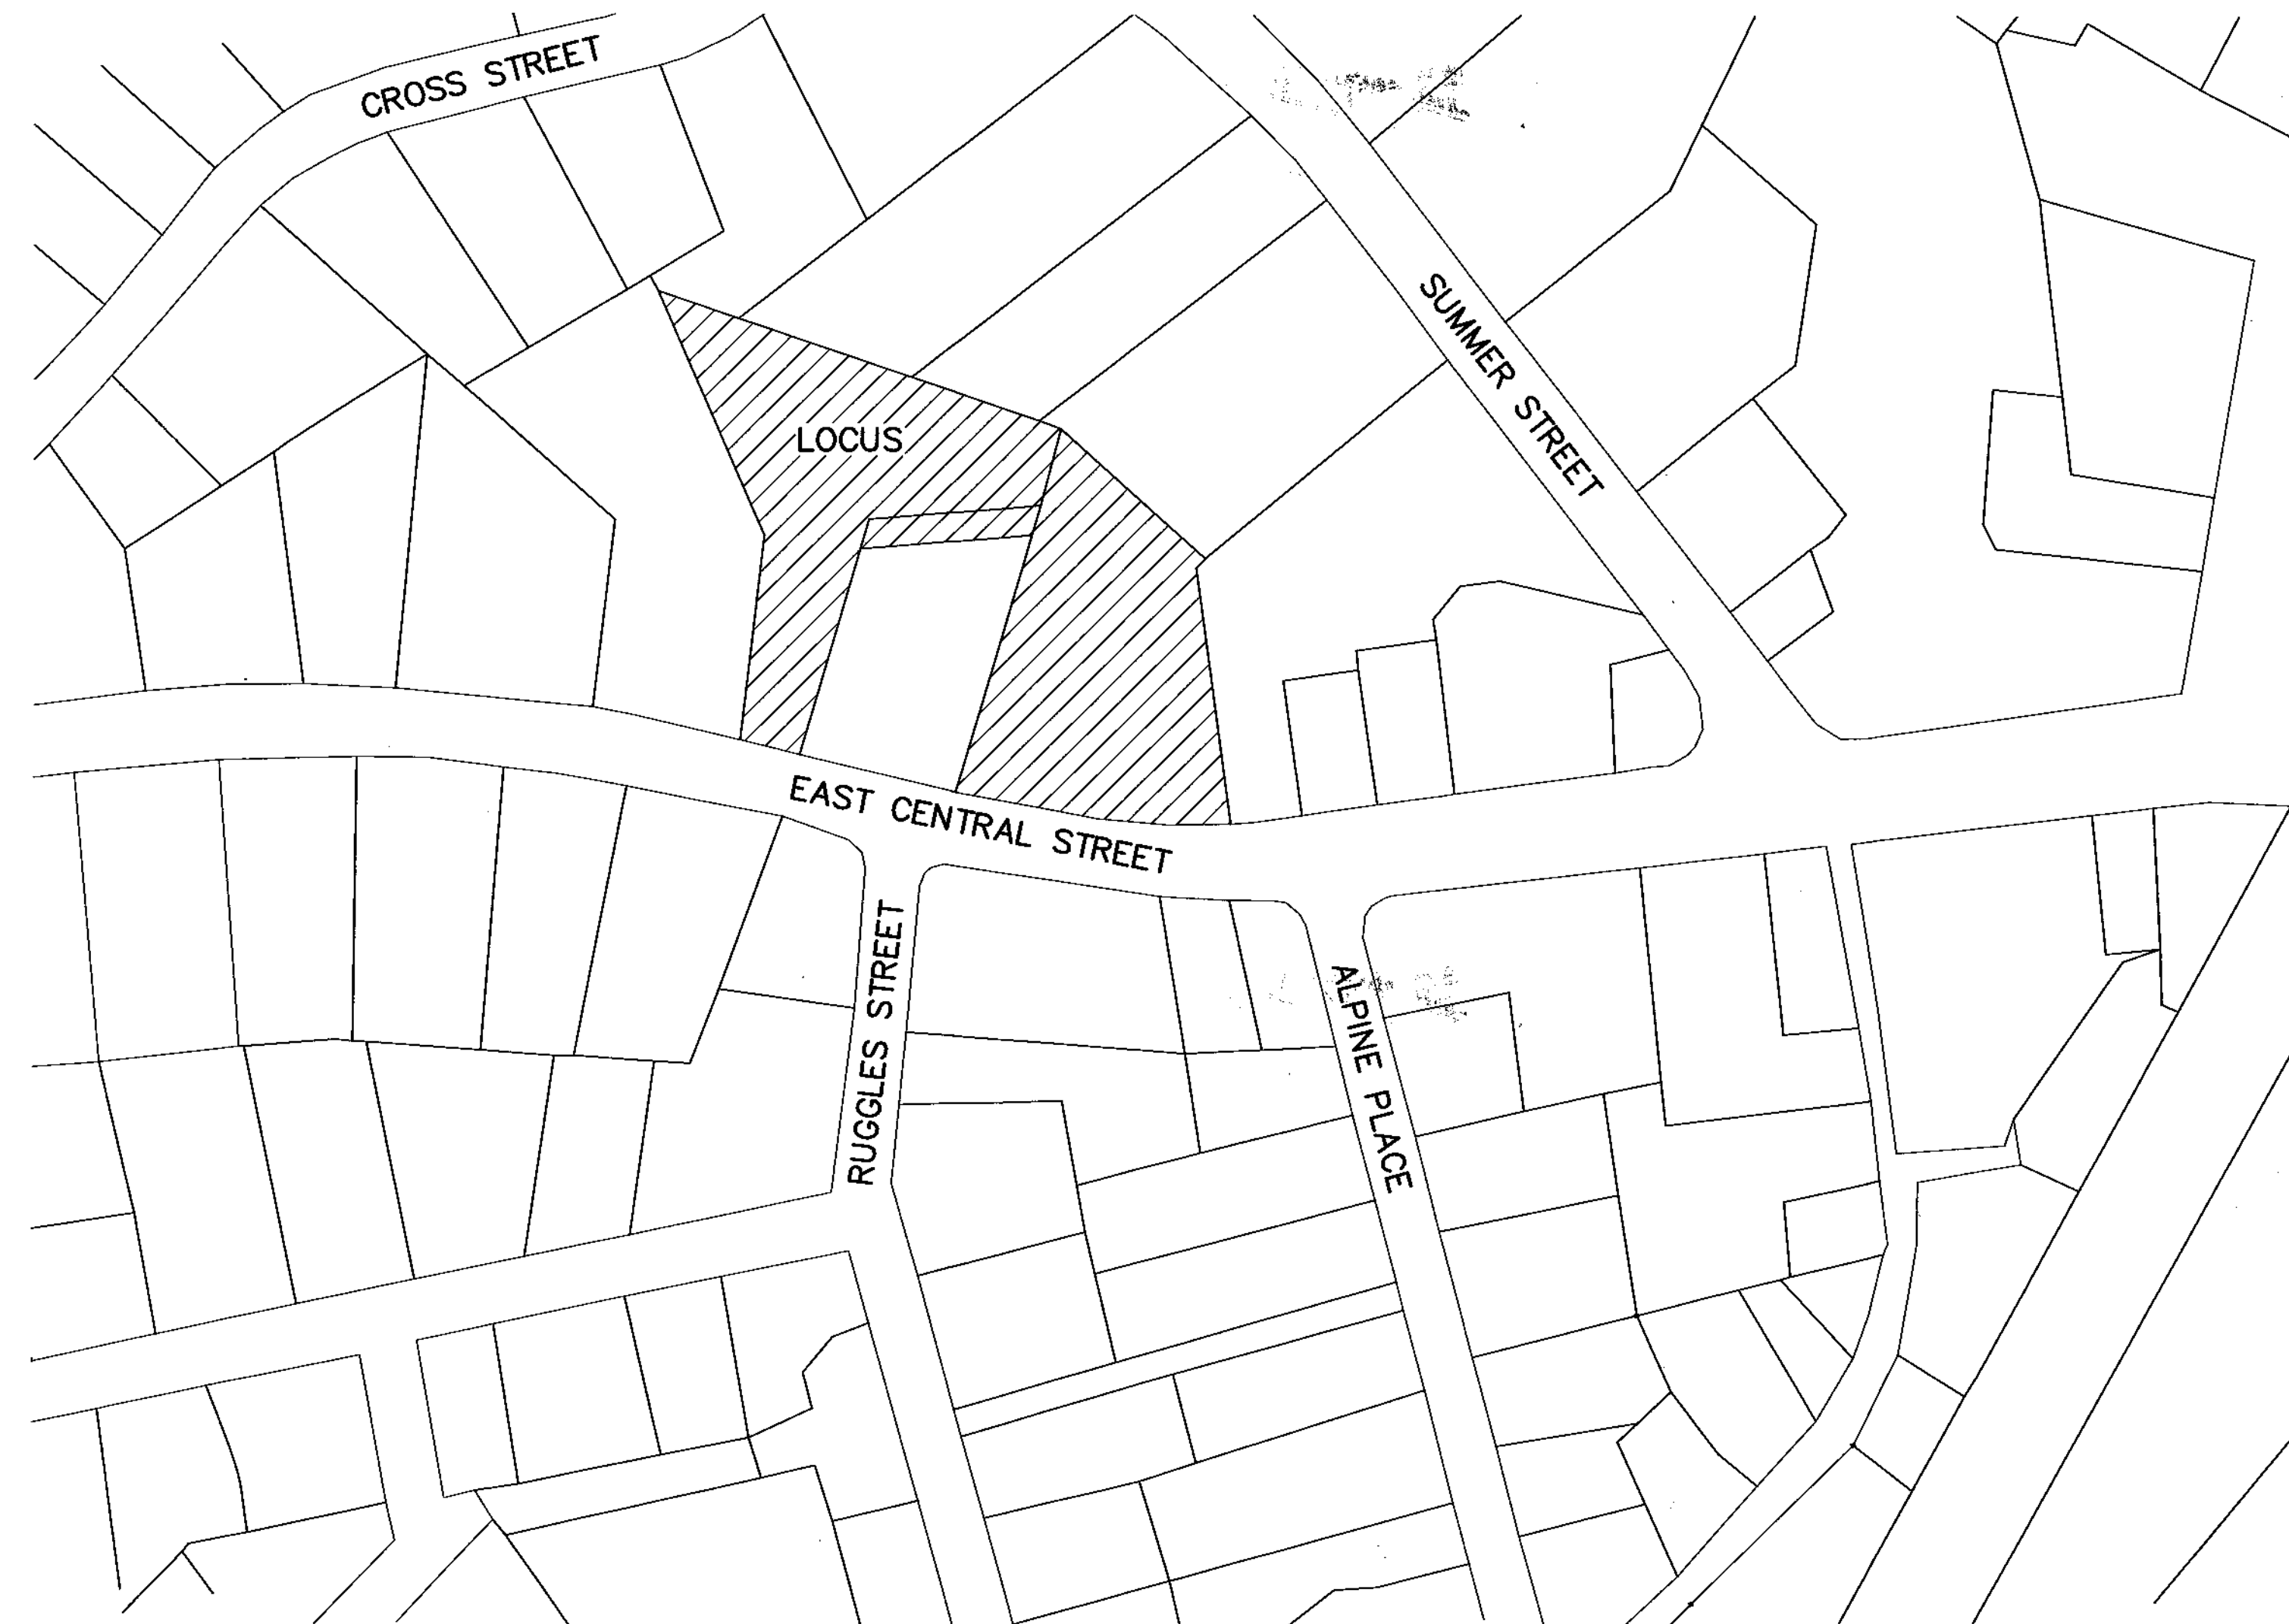 CROSS STREET
SUMMER STREET
LOCUS
EAST CENTRAL STREET
RUGGLES STREET
ALPINE PLACE